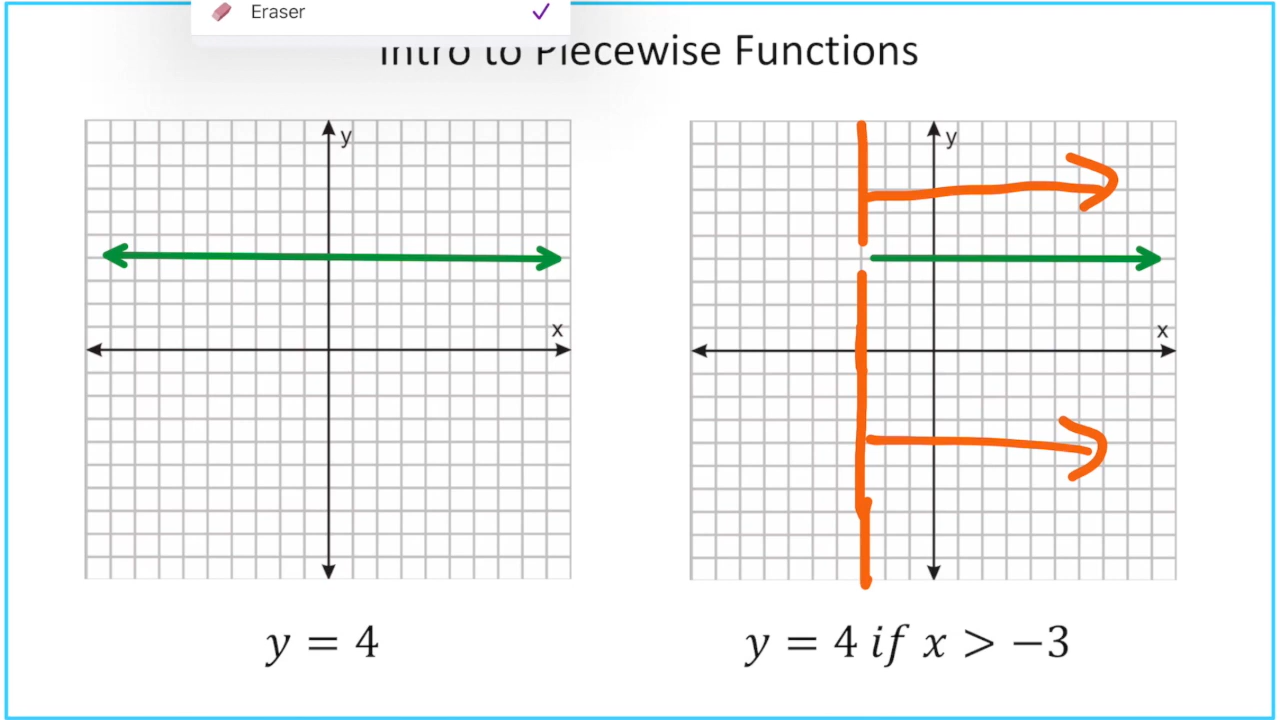 Eraser
Intro to Piecewise Functions
y
y
x
x
y = 4
y = 4 if x > −3